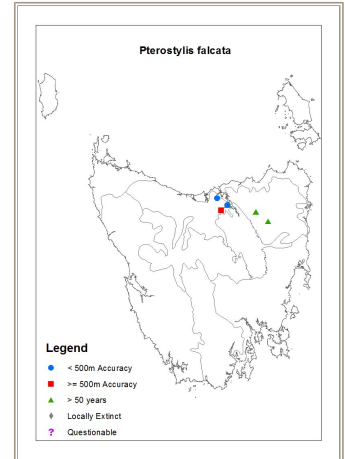 Pterostylis falcata
Legend
< 500m Accuracy
>= 500m Accuracy
> 50 years
Locally Extinct
? Questionable